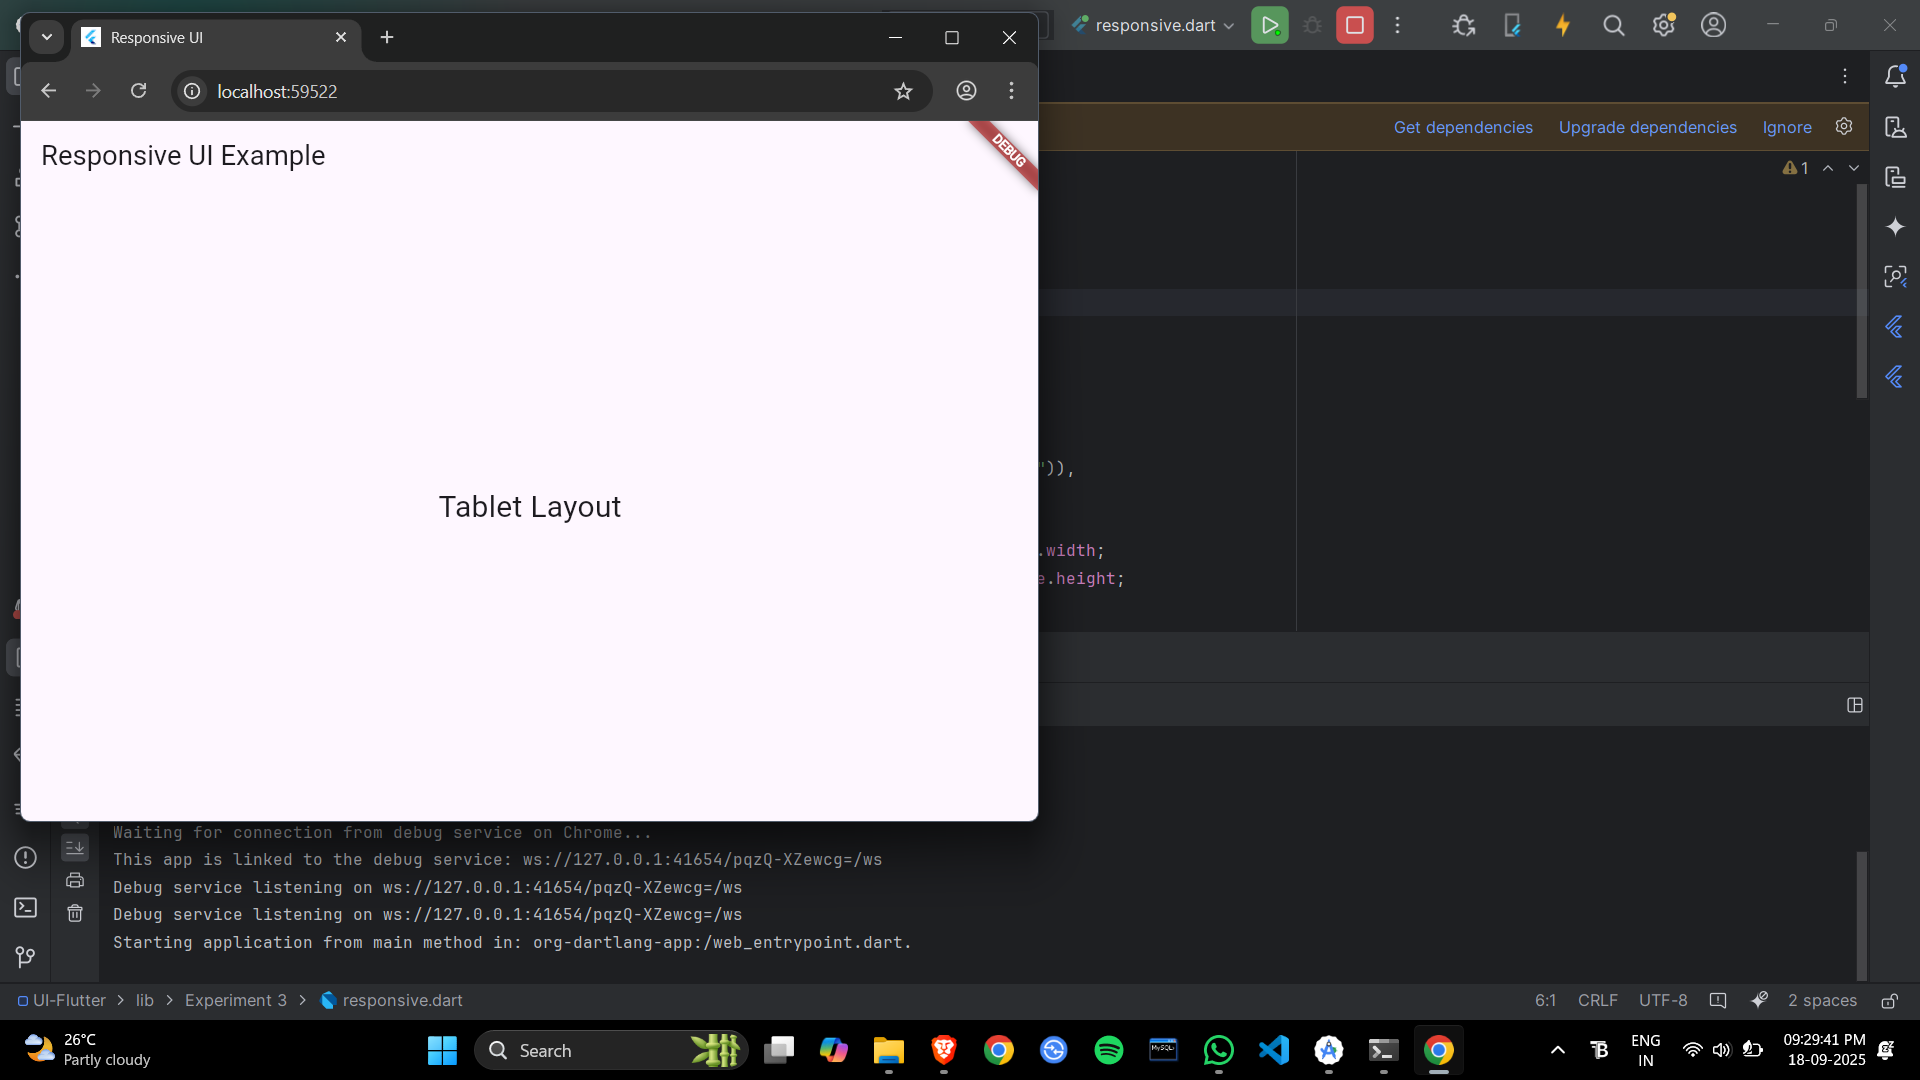 Responsive UI
responsive.dart
localhost:59522
Get dependencies Upgrade dependencies Ignore
Responsive UI Example
DEBUG
1
")),
Tablet Layout
.width;
e.height;
Waiting for connection from debug service on Chrome...
This app is linked to the debug service: ws://127.0.0.1:41654/pqzQ-XZewcg=/ws
Debug service listening on ws://127.0.0.1:41654/pqzQ-XZewcg=/ws
Debug service listening on ws://127.0.0.1:41654/pqzQ-XZewcg=/ws
Starting application from main method in: org-dartlang-app:/web_entrypoint.dart.
UI-Flutter > lib > Experiment 3 > responsive.dart
6:1 CRLF UTF-8 2 spaces
26°C
Partly cloudy
Search
MySQL
ENG
IN
09:29:41 PM
18-09-2025